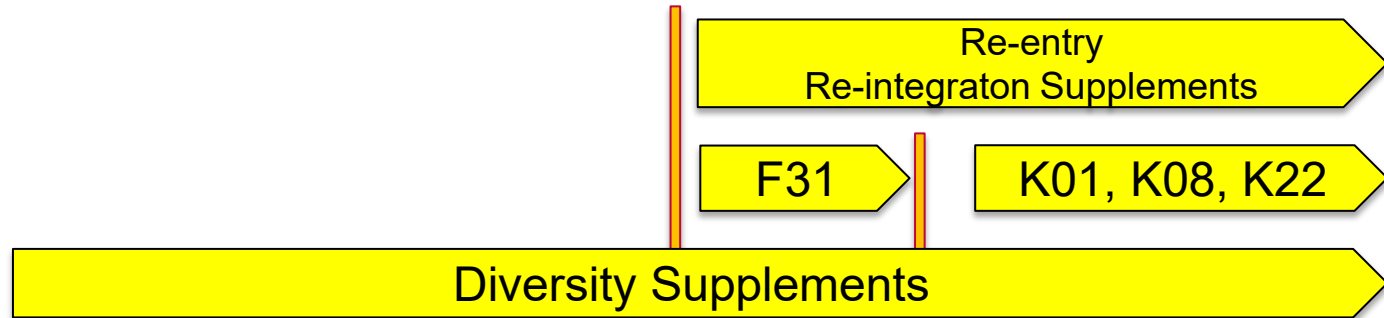 Re-entry
Re-integraton Supplements
F31
K01, K08, K22
Diversity Supplements